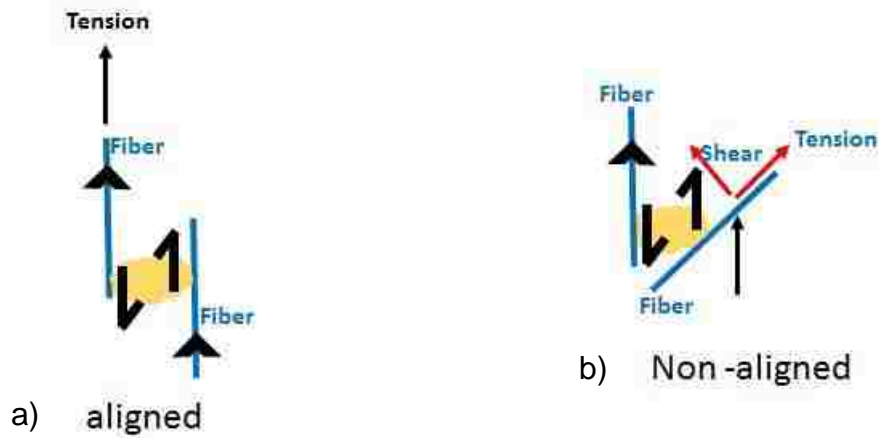 Tension
Fiber
Fiber
a) aligned
Fiber
Shear
Tension
Fiber
b) Non -aligned